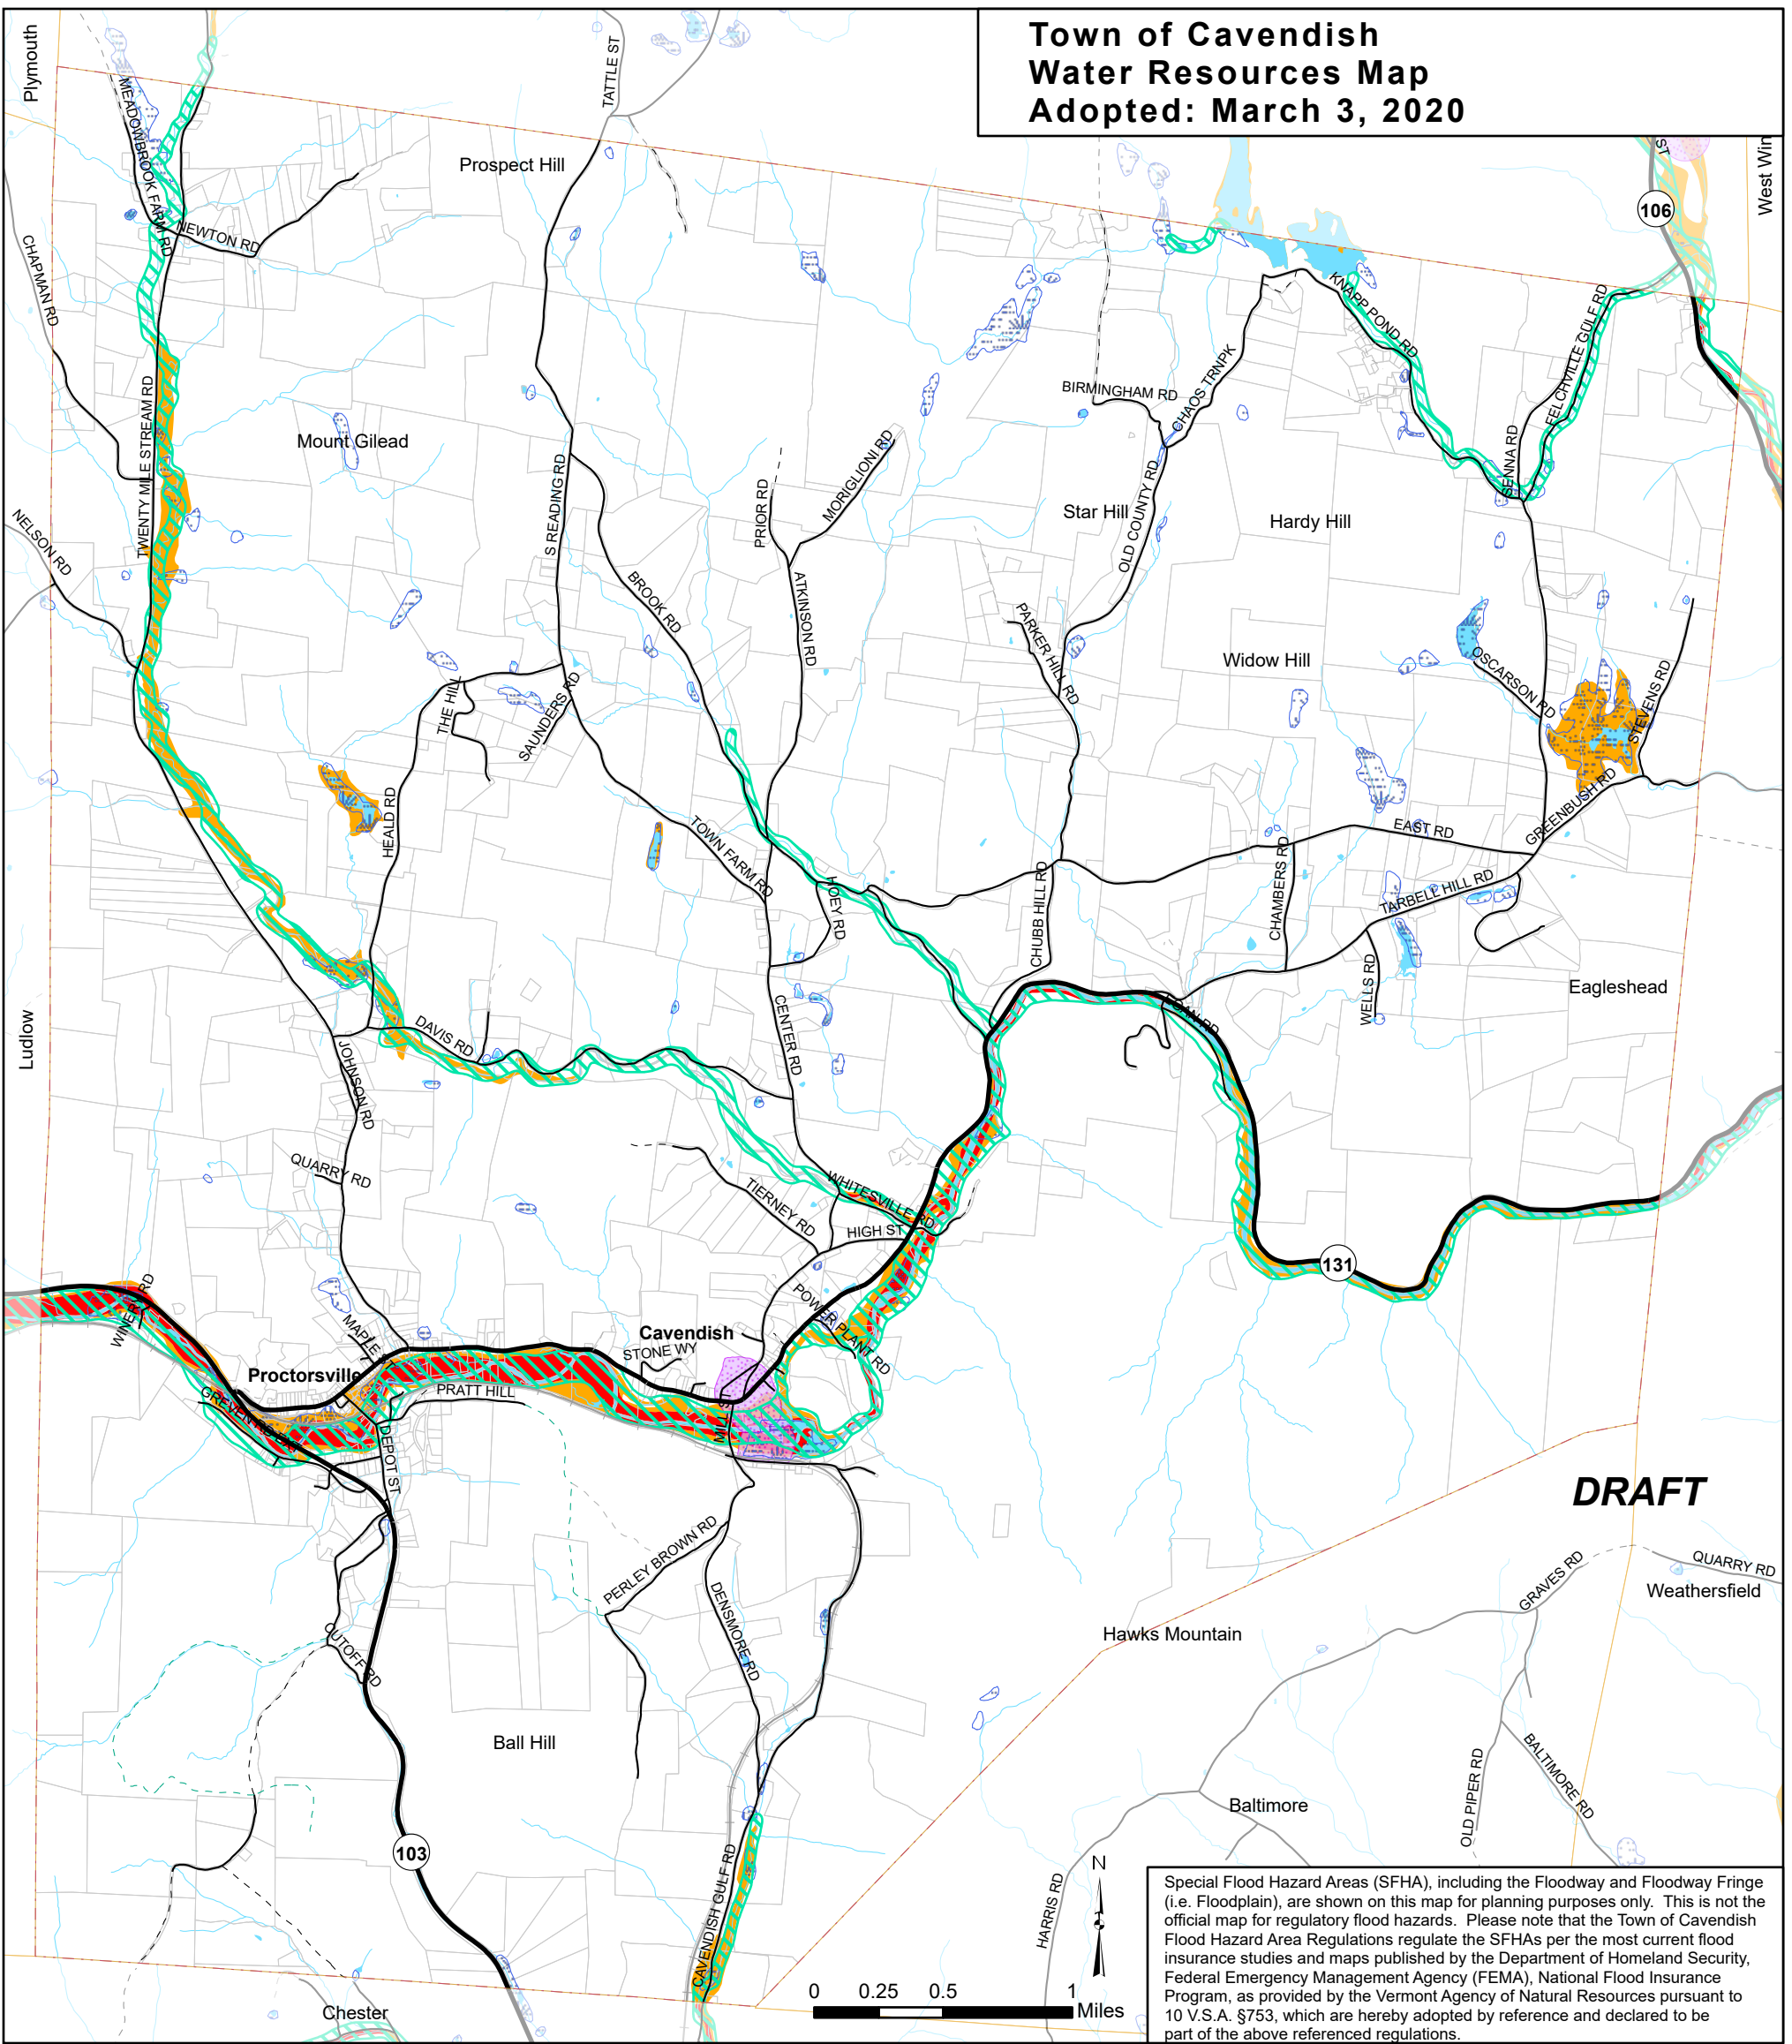 Town of Cavendish
Water Resources Map
Adopted: March 3, 2020
Plymouth
TATTLE ST
ST
West Win
106
MEADOWBROOK FARM RD
Prospect Hill
NEWTON RD
CHAPMAN RD
KNAPP POND RD
FELCHVILLE GULF RD
BIRMINGHAM RD
CHAOS TRNPK
TWENTY MILE STREAM RD
Mount Gilead
S READING RD
PRIOR RD
MORIGLIONI RD
OLD COUNTY RD
Star Hill
Hardy Hill
SENNA RD
NELSON RD
BROOK RD
ATKINSON RD
PARKER HILL RD
Widow Hill
OSCARSON RD
STEVENS RD
THE HILL
SAUNDERS RD
HEALD RD
TOWN FARM RD
HOEY RD
CHUBB HILL RD
CHAMBERS RD
EAST RD
GREENBUSH RD
TARBELL HILL RD
WELLS RD
Eagleshead
Ludlow
DAVIS RD
JOHNSON RD
CENTER RD
EGAN RD
QUARRY RD
TIERNEY RD
WHITESVILLE RD
HIGH ST
131
WINERY RD
MAPLE ST
POWER PLANT RD
Cavendish
STONE WY
Proctorsville
PRATT HILL
GREVEN RD EXT
DEPOT ST
MILL ST
DRAFT
PERLEY BROWN RD
DENSMORE RD
GRAVES RD
QUARRY RD
Weathersfield
Hawks Mountain
CUTOFF RD
Ball Hill
BALTIMORE RD
OLD PIPER RD
Baltimore
103
CAVENDISH GULF RD
HARRIS RD
N
Chester
0 0.25 0.5 1
Miles
Special Flood Hazard Areas (SFHA), including the Floodway and Floodway Fringe
(i.e. Floodplain), are shown on this map for planning purposes only. This is not the
official map for regulatory flood hazards. Please note that the Town of Cavendish
Flood Hazard Area Regulations regulate the SFHAs per the most current flood
insurance studies and maps published by the Department of Homeland Security,
Federal Emergency Management Agency (FEMA), National Flood Insurance
Program, as provided by the Vermont Agency of Natural Resources pursuant to
10 V.S.A. §753, which are hereby adopted by reference and declared to be
part of the above referenced regulations.